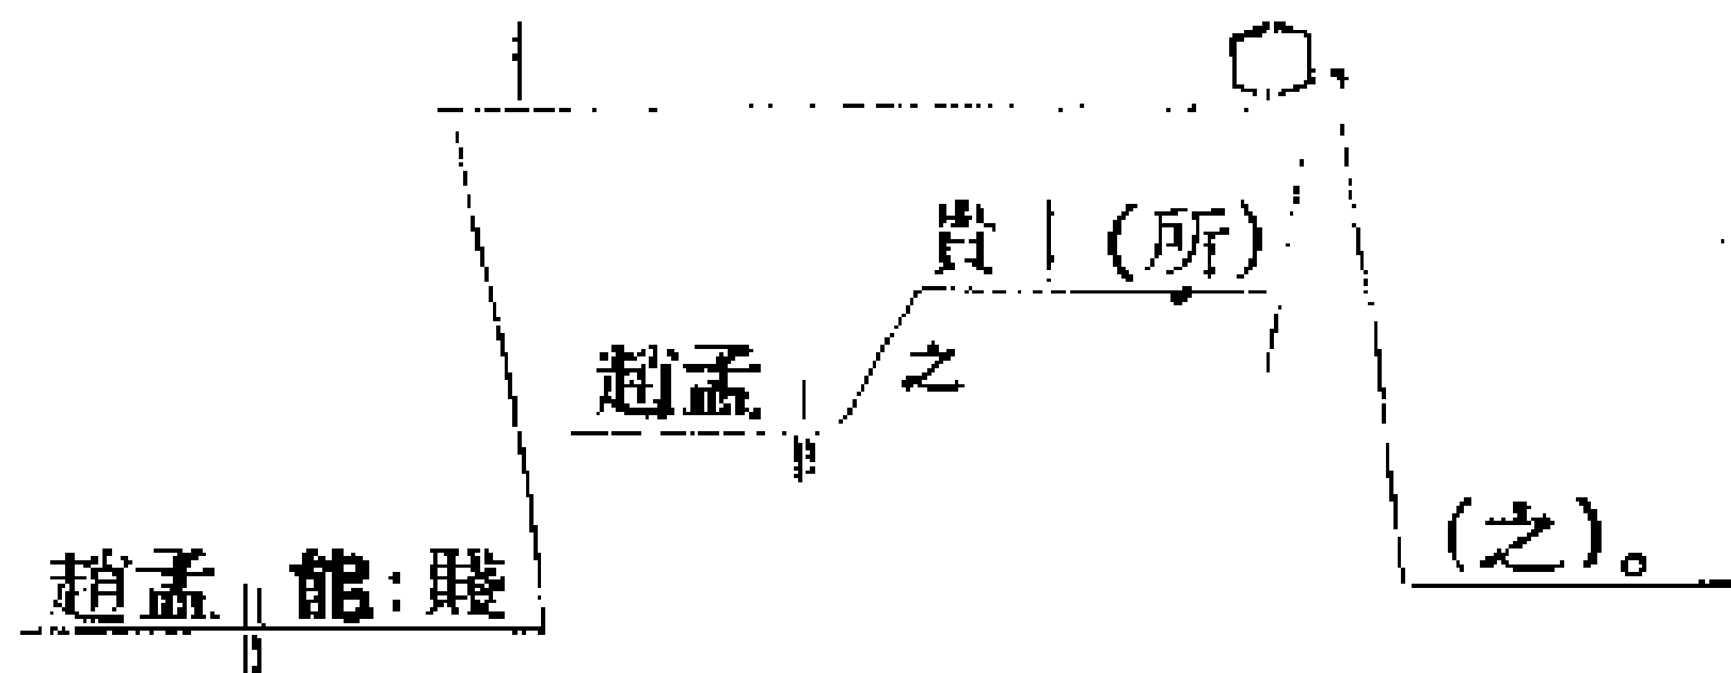 貴 (所)
趙孟 之
(之)。
趙孟 能:賤